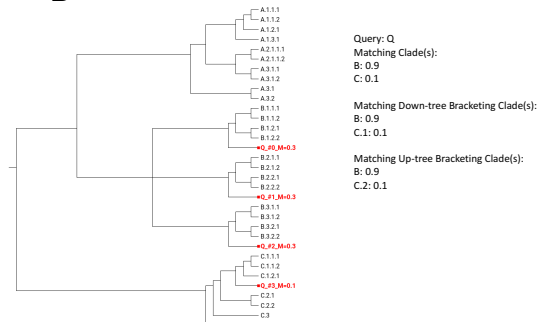 A.1.1.1
A.1.1.2
A.1.2.1
A.1.3.1
A.2.1.1.1
A.2.1.1.2
A.3.1.1
A.3.1.2
A.3.1
A.3.2
B.1.1.1
B.1.1.2
B.1.2.1
B.1.2.2
Q_#0_M=0.3
B.2.1.1
B.2.1.2
B.2.2.1
B.2.2.2
Q_#1_M=0.3
B.3.1.1
B.3.1.2
B.3.2.1
B.3.2.2
Q_#2_M=0.3
C.1.1.1
C.1.1.2
C.1.2.1
Q_#3_M=0.1
C.2.1
C.2.2
C.3
Query: Q
Matching Clade(s):
B: 0.9
C: 0.1
Matching Down-tree Bracketing Clade(s):
B: 0.9
C.1: 0.1
Matching Up-tree Bracketing Clade(s):
B: 0.9
C.2: 0.1